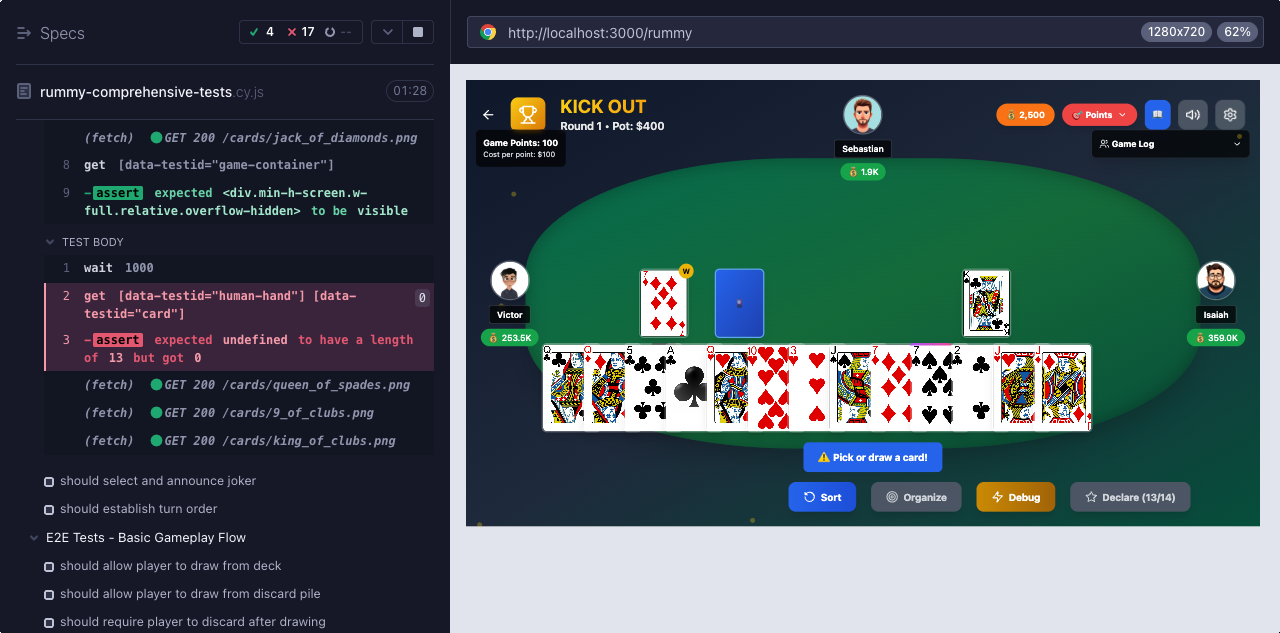 Specs
4 17 --
rummy-comprehensive-tests.cy.js 01:28
(fetch) GET 200 /cards/jack_of_diamonds.png
8 get [data-testid="game-container"]
9 -assert expected <div.min-h-screen.w-
full.relative.overflow-hidden> to be visible
TEST BODY
1 wait 1000
2 get [data-testid="human-hand"] [data- 0
testid="card"]
3 -assert expected undefined to have a length
of 13 but got 0
(fetch) GET 200 /cards/queen_of_spades.png
(fetch) GET 200 /cards/9_of_clubs.png
(fetch) GET 200 /cards/king_of_clubs.png
should select and announce joker
should establish turn order
E2E Tests - Basic Gameplay Flow
should allow player to draw from deck
should allow player to draw from discard pile
should require player to discard after drawing
http://localhost:3000/rummy 1280x720 62%
KICK OUT
Round 1 • Pot: $400
Game Points: 100
Cost per point: $100
Sebastian
1.9K
2,500 Points
Game Log
Victor
253.5K
7 W
K
Isaiah
359.0K
Q Q 5 A Q 10 3 J 7 7 2 J J
Pick or draw a card!
Sort Organize Debug Declare (13/14)